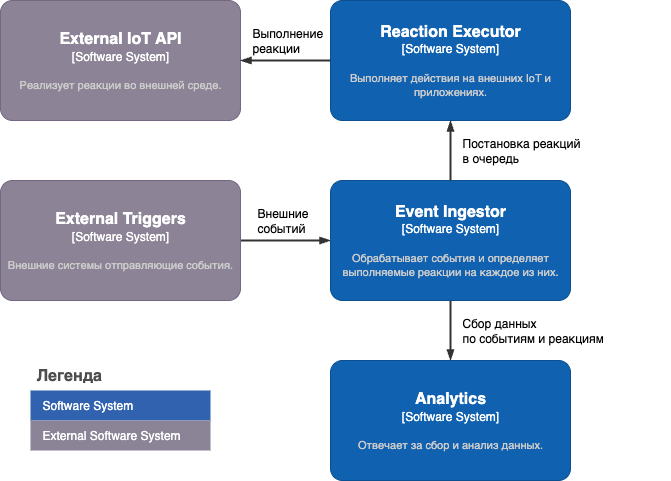 External IoT API
[Software System]
Реализует реакции во внешней среде.
Выполнение
реакции
Reaction Executor
[Software System]
Выполняет действия на внешних IoT и
приложениях.
Постановка реакций
в очередь
External Triggers
[Software System]
Внешние системы отправляющие события.
Внешние
событий
Event Ingestor
[Software System]
Обрабатывает события и определяет
выполняемые реакции на каждое из них.
Сбор данных
по событиям и реакциям
Analytics
[Software System]
Отвечает за сбор и анализ данных.
Легенда
Software System
External Software System